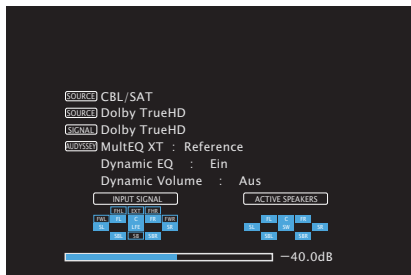 SOURCE CBL/SAT
SOURCE Dolby TrueHD
SIGNAL Dolby TrueHD
AUDYSSEY MultEQ XT : Reference
Dynamic EQ : Ein
Dynamic Volume : Aus
INPUT SIGNAL ACTIVE SPEAKERS
FHL EXT FHR
FWL FL C FR FWR FL C FR
SL LFE SR SL SW SR
SBL SB SBR SBL SBR
−40.0dB